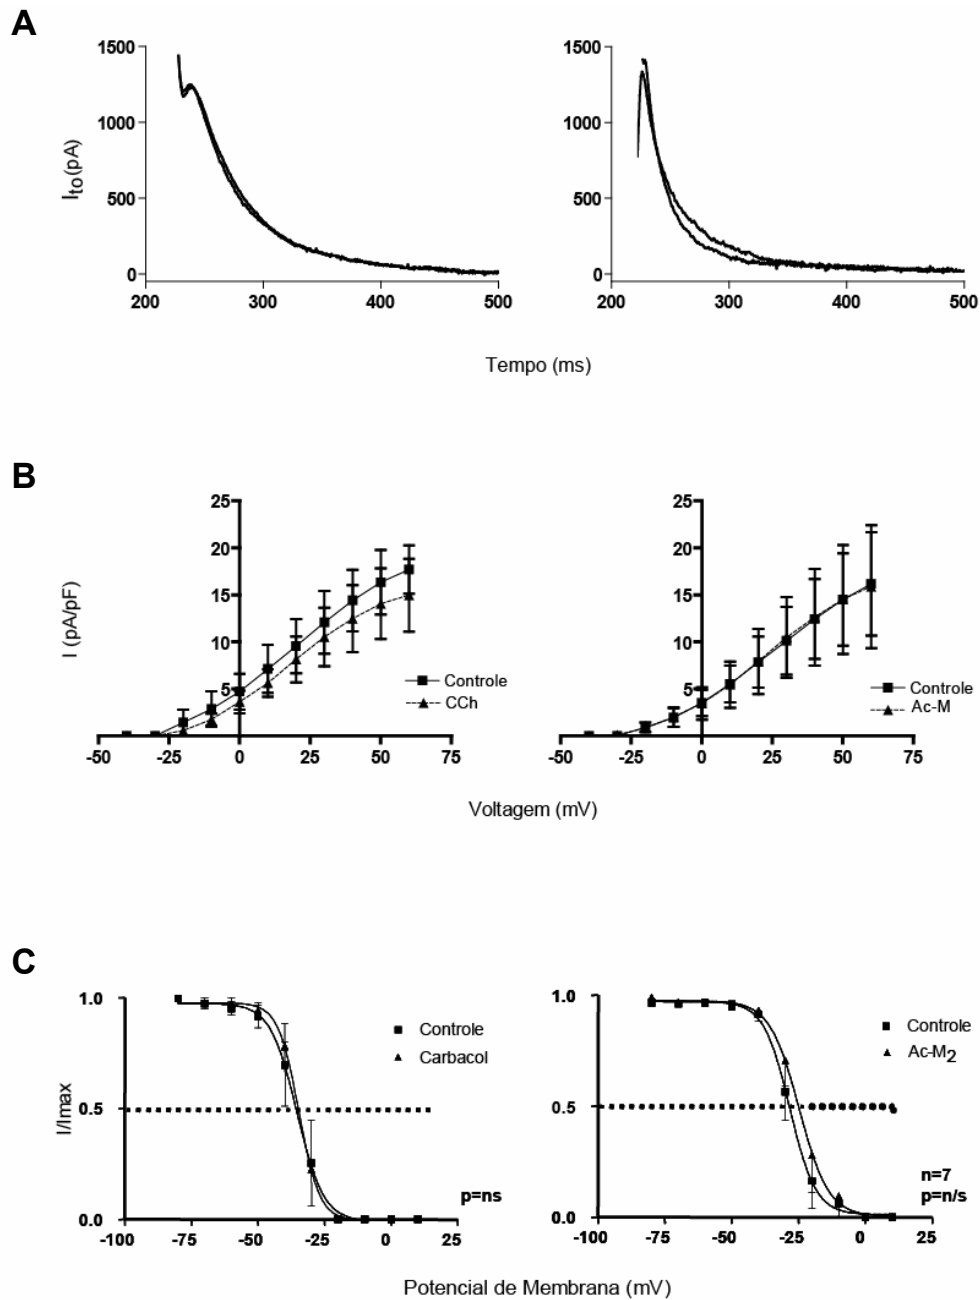 A
1500
1000
500
0
I to (pA)
200
300
400
500
1500
1000
500
0
200
300
400
500
Tempo (ms)
B
25
20
15
10
5
I (pA/pF)
Controle
CCh
-50
-25
0
25
50
75
25
20
15
10
5
Controle
Ac-M
-50
-25
0
25
50
75
Voltagem (mV)
C
1.0
0.5
0.0
I/Imax
Controle
Carbacol
p=ns
-100
-75
-50
-25
0
25
1.0
0.5
0.0
Controle
Ac-M2
n=7
p=n/s
-100
-75
-50
-25
0
25
Potencial de Membrana (mV)